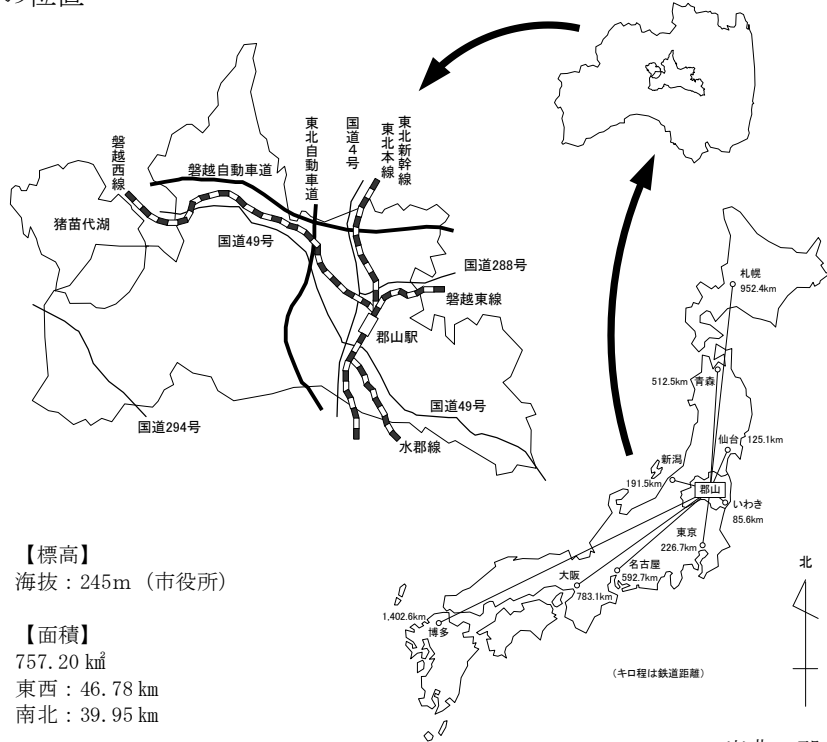 の位置
磐越西線
磐越自動車道
東北自動車道
国道4号
東北本線
東北新幹線
猪苗代湖
国道49号
国道288号
磐越東線
郡山駅
国道49号
国道294号
水郡線
札幌
952.4km
512.5km 青森
仙台 125.1km
新潟
191.5km
郡山
いわき
85.6km
東京
226.7km
名古屋
592.7km
大阪
783.1km
1,402.6km
博多
北
(キロ程は鉄道距離)
【標高】
海抜：245m（市役所）
【面積】
757.20 ㎢
東西：46.78 km
南北：39.95 km